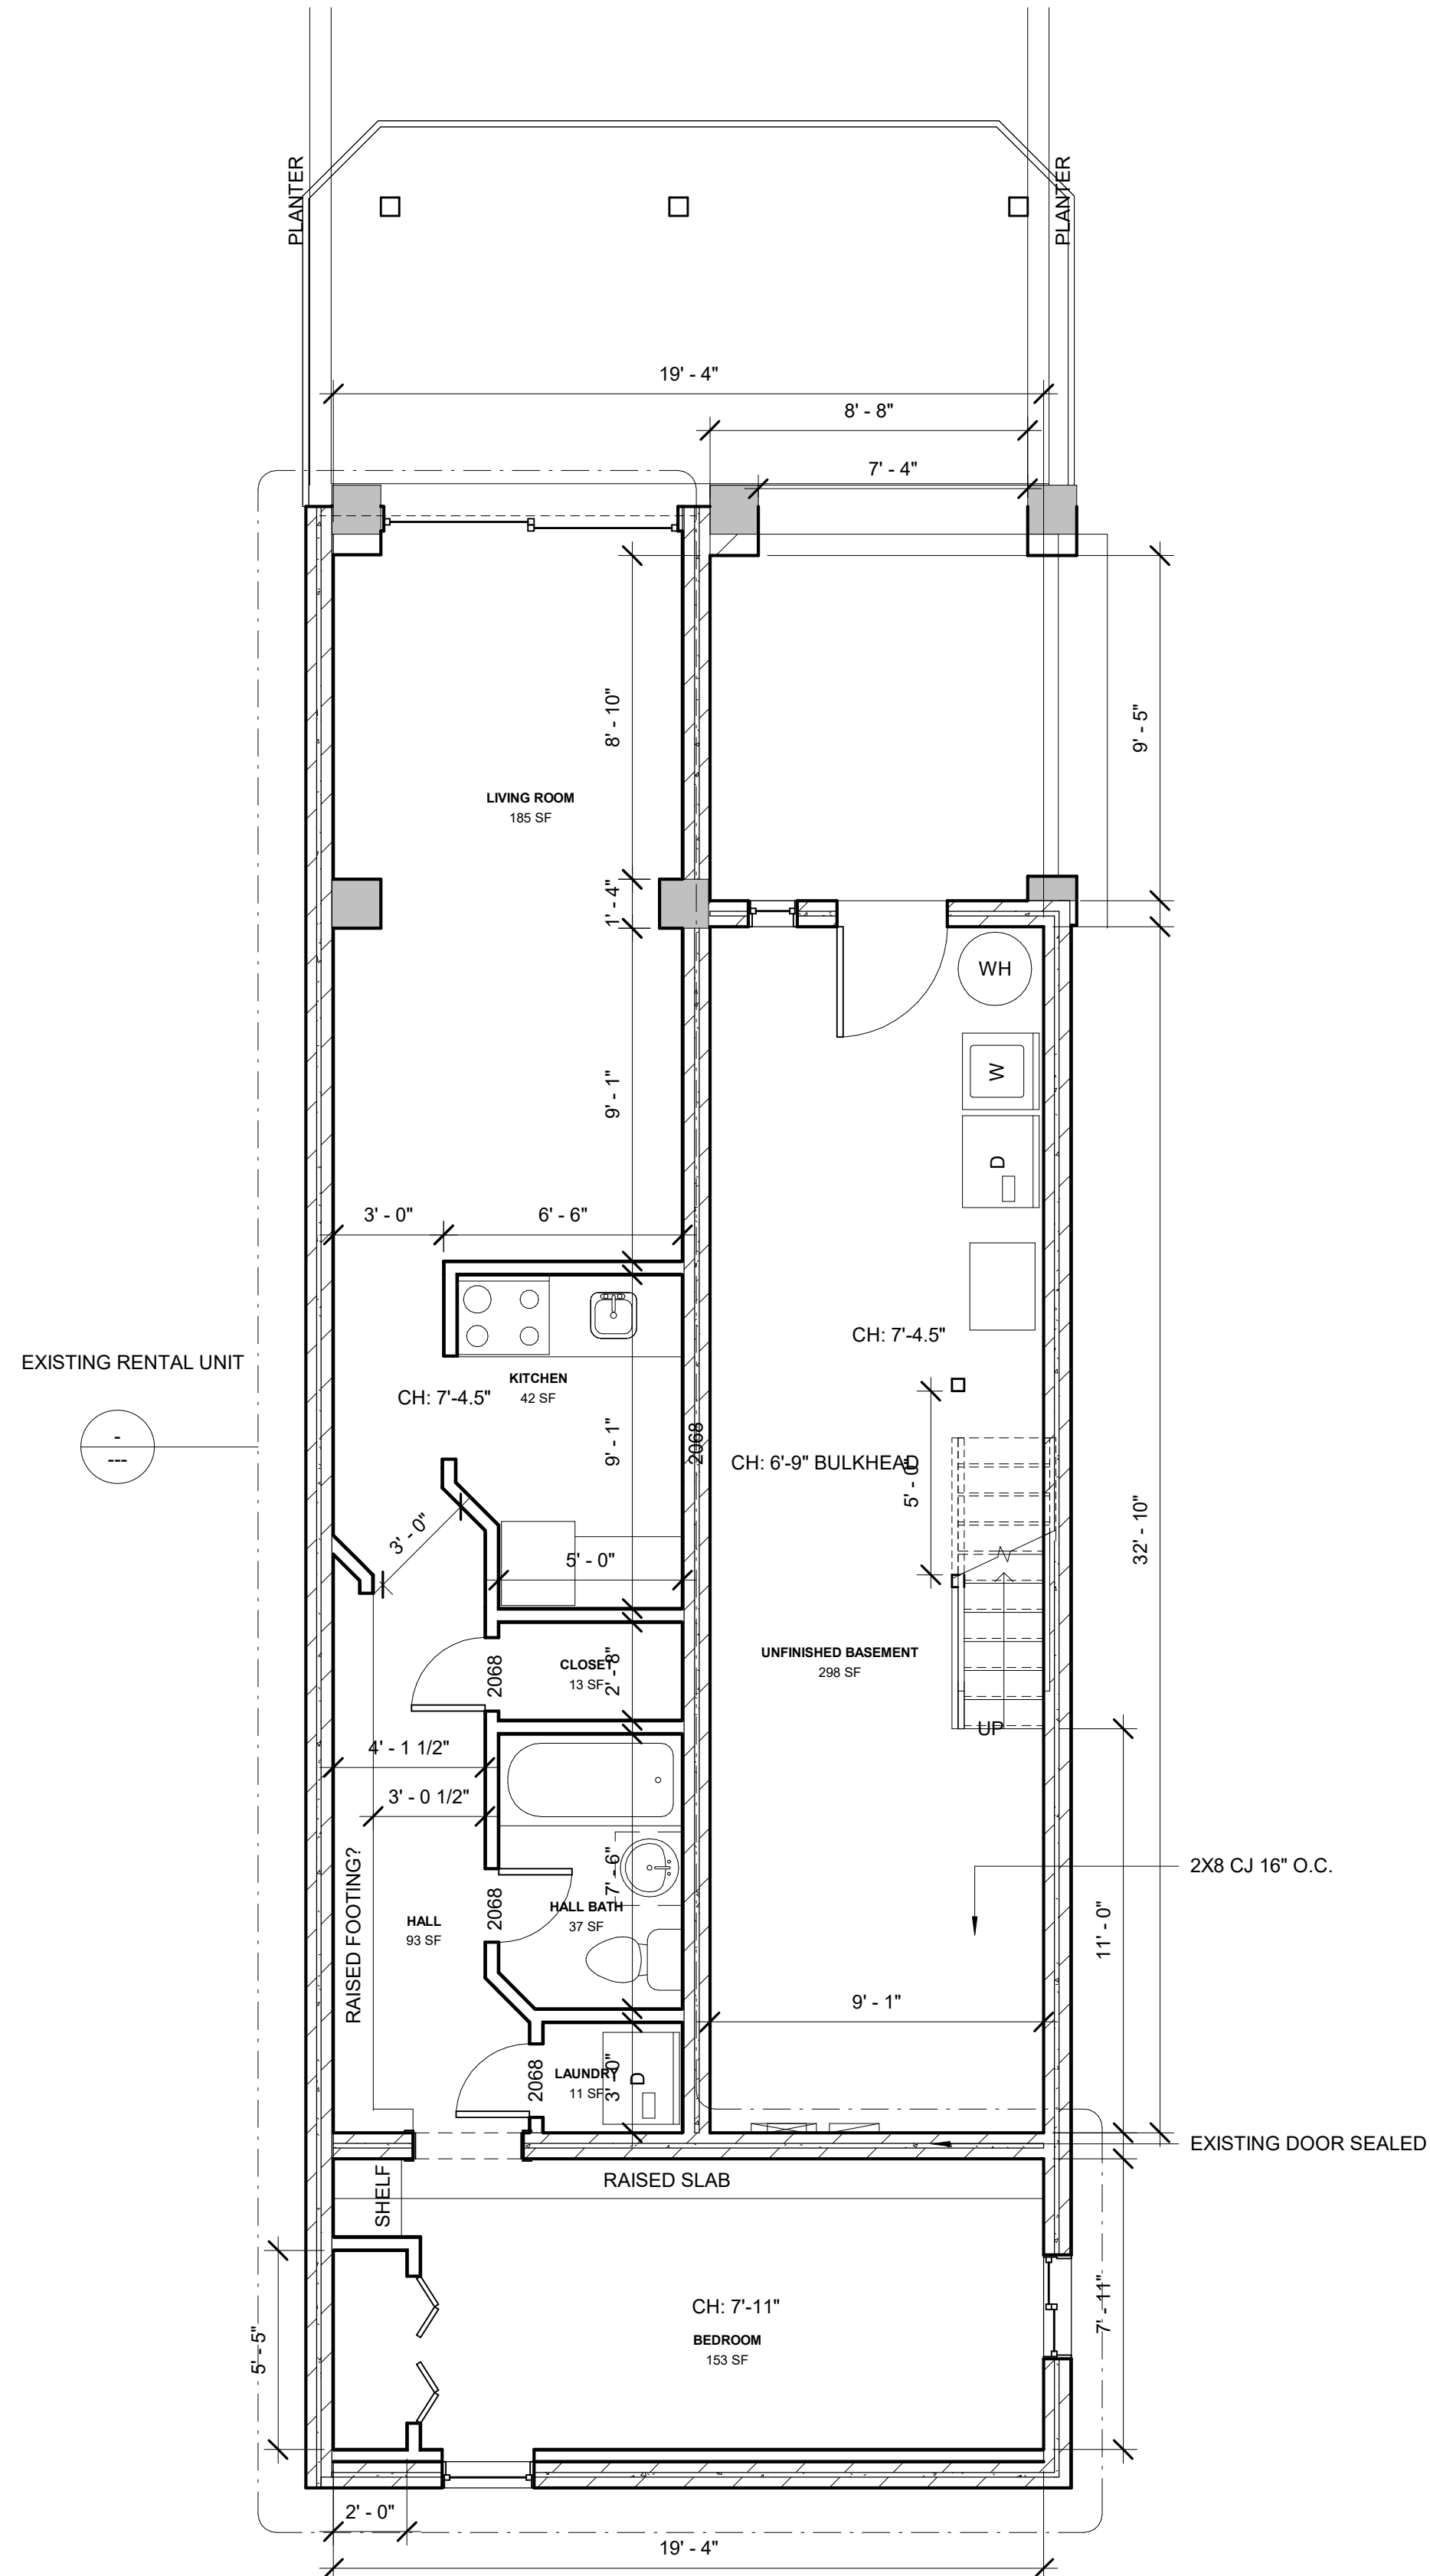 PLANTER
PLANTER
19' - 4"
8' - 8"
7' - 4"
8' - 10"
9' - 5"
LIVING ROOM
185 SF
1' - 4"
WH
W
9' - 1"
D
3' - 0"
6' - 6"
CH: 7'-4.5"
EXISTING RENTAL UNIT
KITCHEN
42 SF
CH: 7'-4.5"
-
---
9' - 1"
2068
CH: 6'-9" BULKHEAD
5' - 0"
32' - 10"
3' - 0"
5' - 0"
UNFINISHED BASEMENT
298 SF
CLOSET
13 SF
2' - 8"
2068
UP
4' - 1 1/2"
3' - 0 1/2"
2X8 CJ 16" O.C.
7' - 6"
HALL BATH
37 SF
2068
HALL
93 SF
RAISED FOOTING?
11' - 0"
9' - 1"
LAUNDRY
11 SF
3' - 0"
D
2068
EXISTING DOOR SEALED
SHELF
RAISED SLAB
CH: 7'-11"
BEDROOM
153 SF
7' - 11"
5' - 5"
2' - 0"
19' - 4"